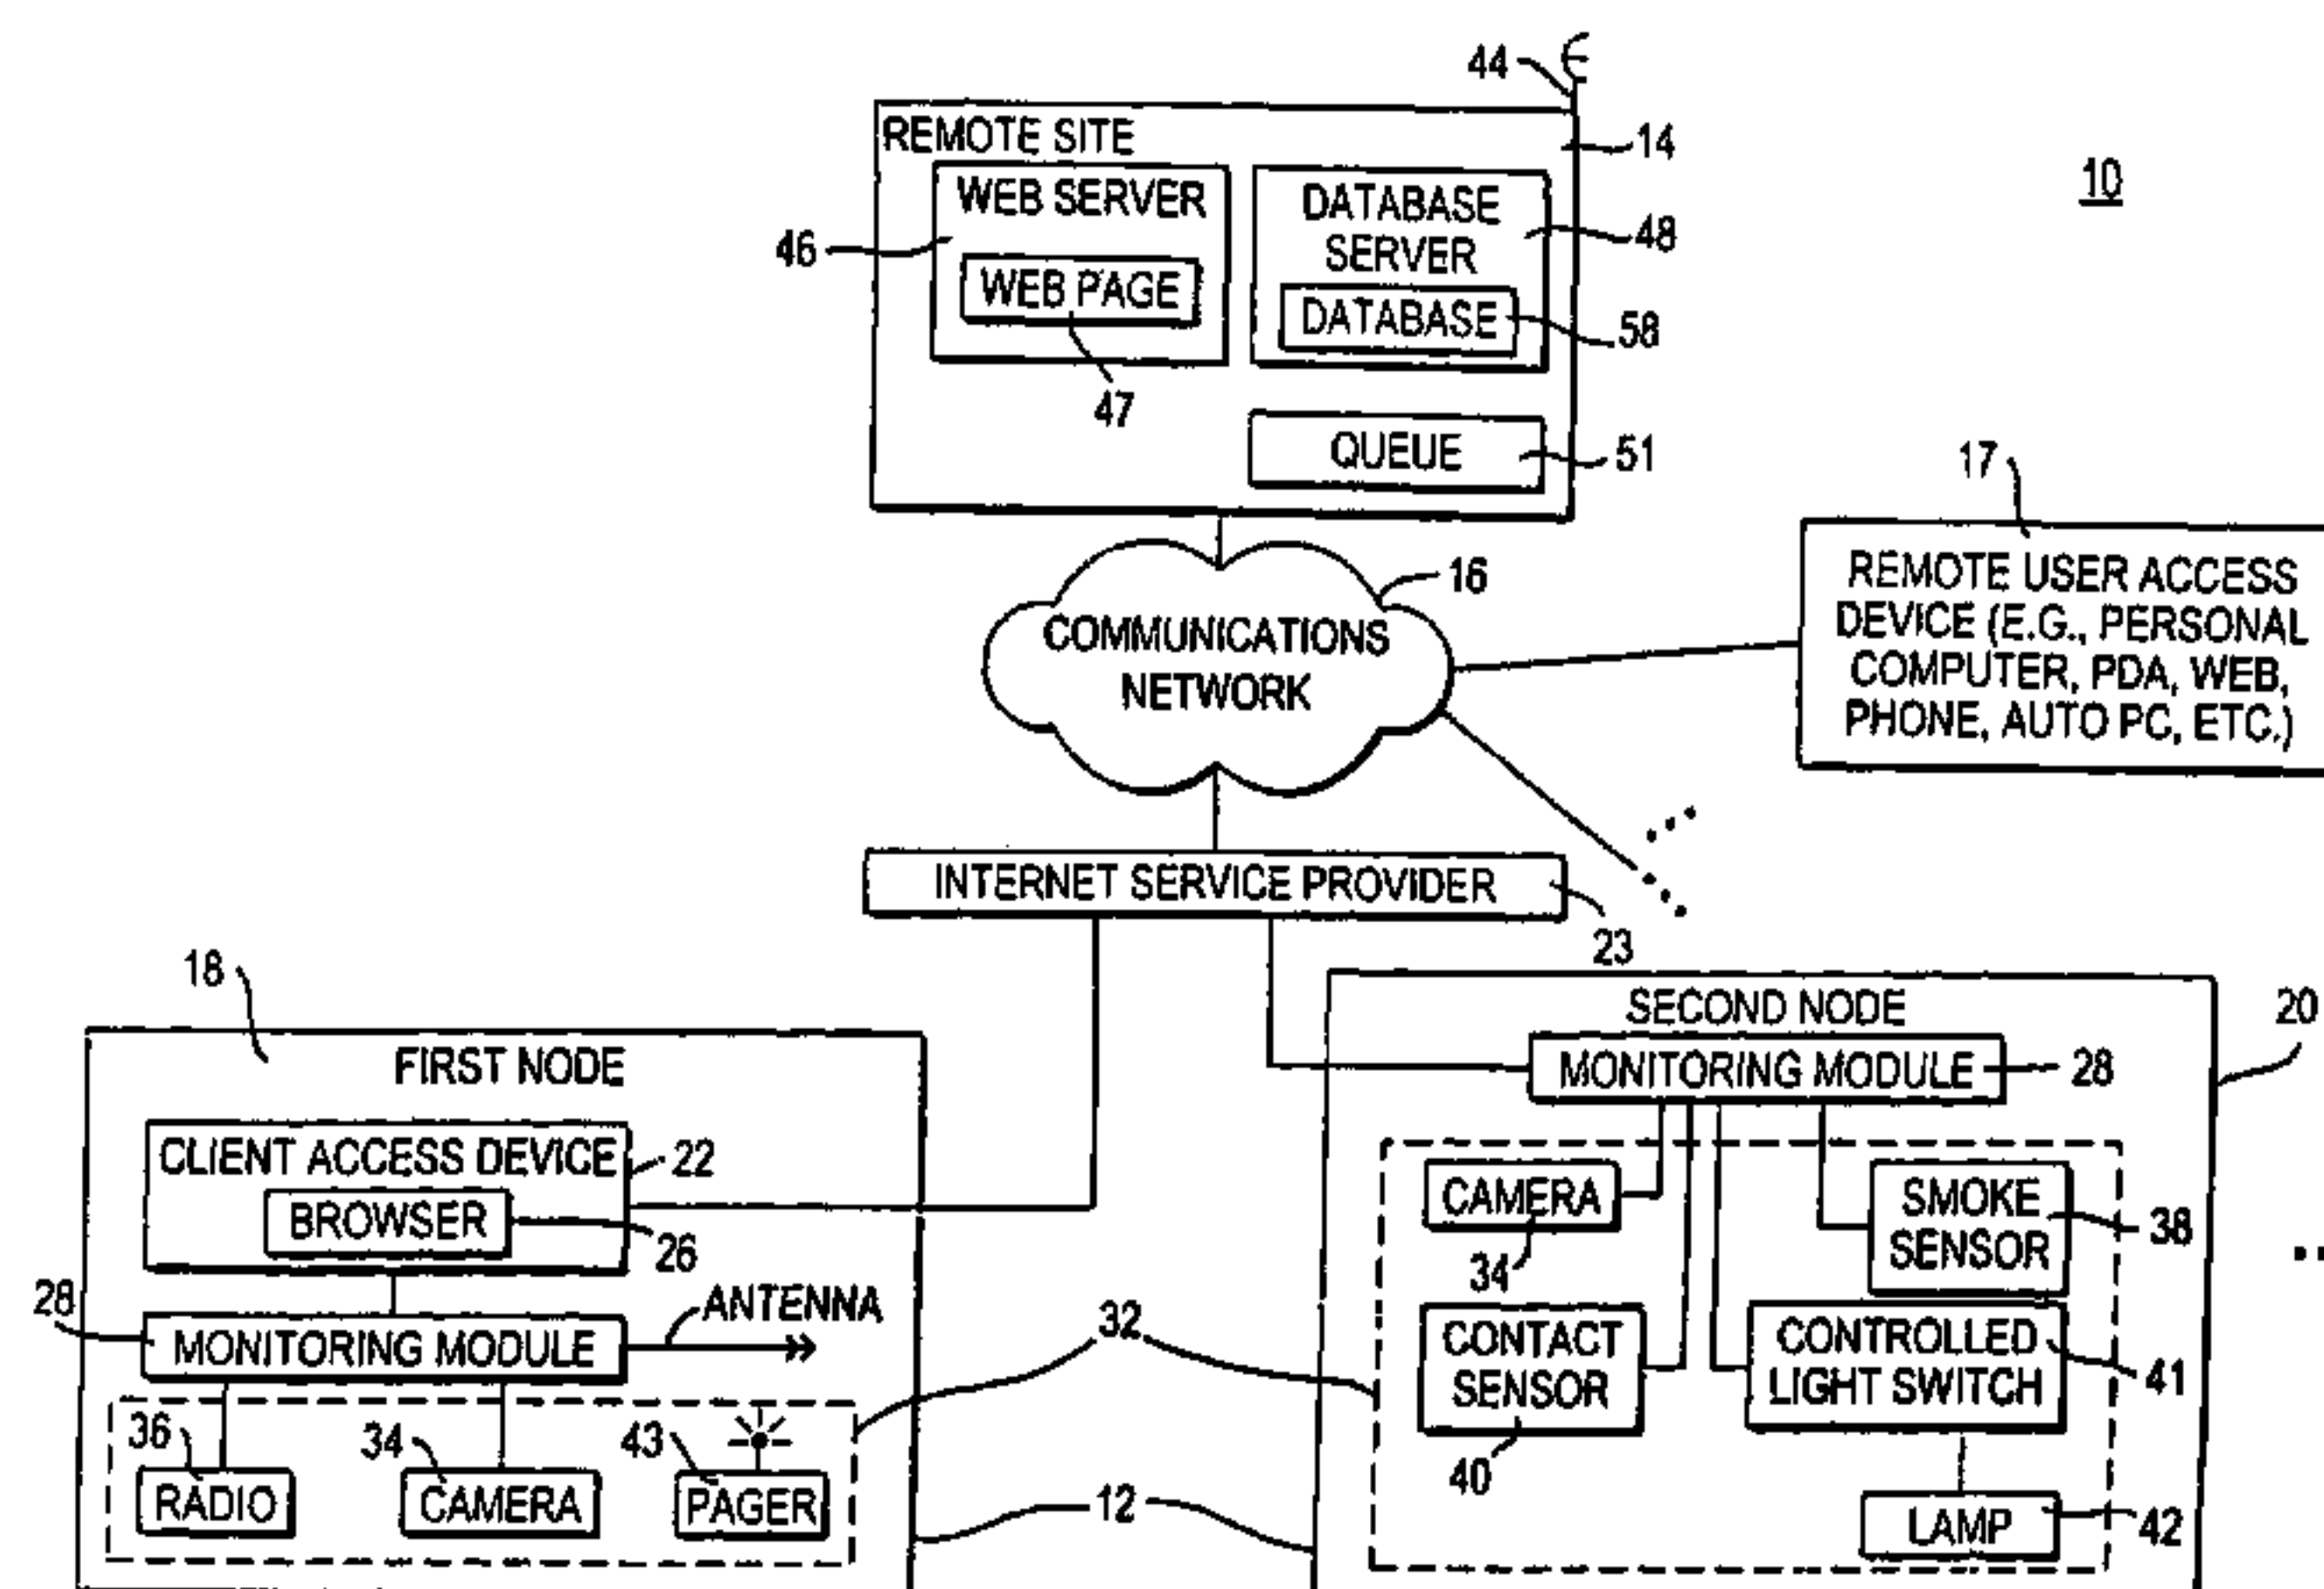 44
REMOTE SITE
14
10
WEB SERVER
46
WEB PAGE
47
DATABASE
SERVER
48
DATABASE
58
QUEUE
51
17
REMOTE USER ACCESS
DEVICE (E.G., PERSONAL
COMPUTER, PDA, WEB,
PHONE, AUTO PC, ETC.)
16
COMMUNICATIONS
NETWORK
INTERNET SERVICE PROVIDER
23
18
FIRST NODE
CLIENT ACCESS DEVICE
22
BROWSER
26
28
MONITORING MODULE
ANTENNA
36
RADIO
34
CAMERA
43
PAGER
32
12
SECOND NODE
20
MONITORING MODULE
28
CAMERA
34
SMOKE
SENSOR
38
CONTACT
SENSOR
40
CONTROLLED
LIGHT SWITCH
41
LAMP
42